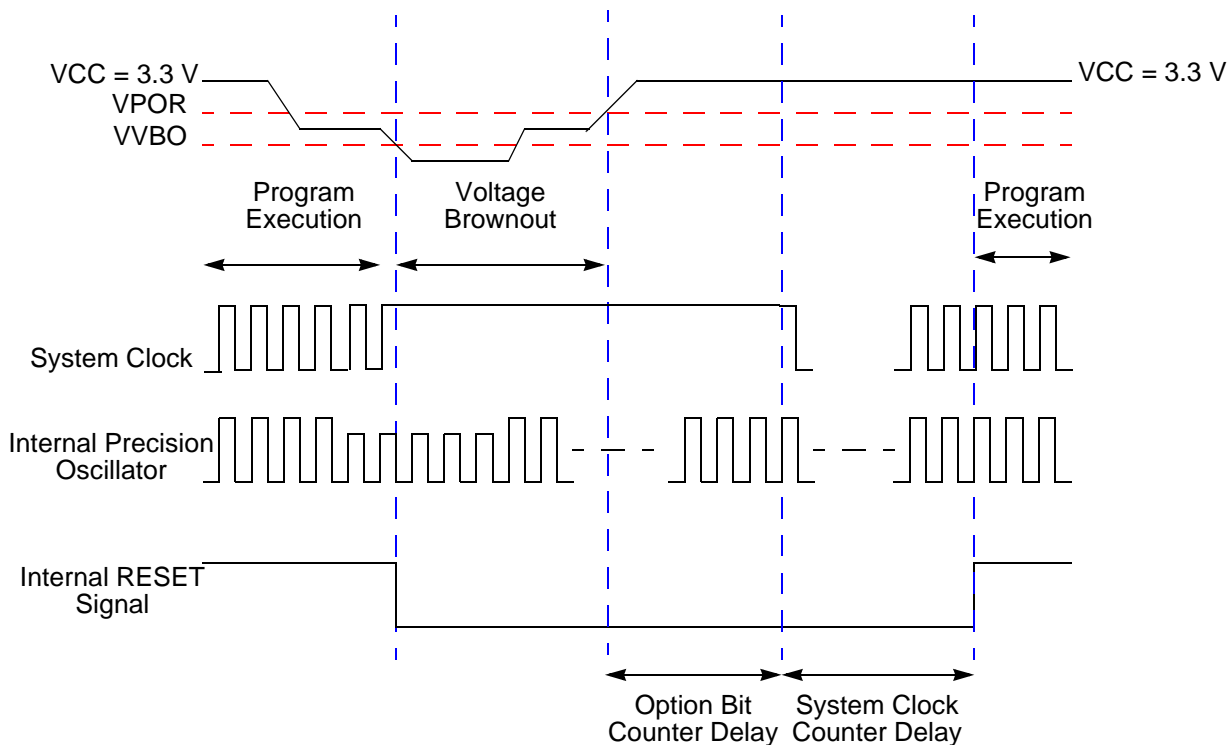 VCC = 3.3 V
VCC = 3.3 V
VPOR
VVBO
Program
Execution
Voltage
Brownout
Program
Execution
System Clock
Internal Precision
Oscillator
Internal RESET
Signal
Option Bit
Counter Delay
System Clock
Counter Delay